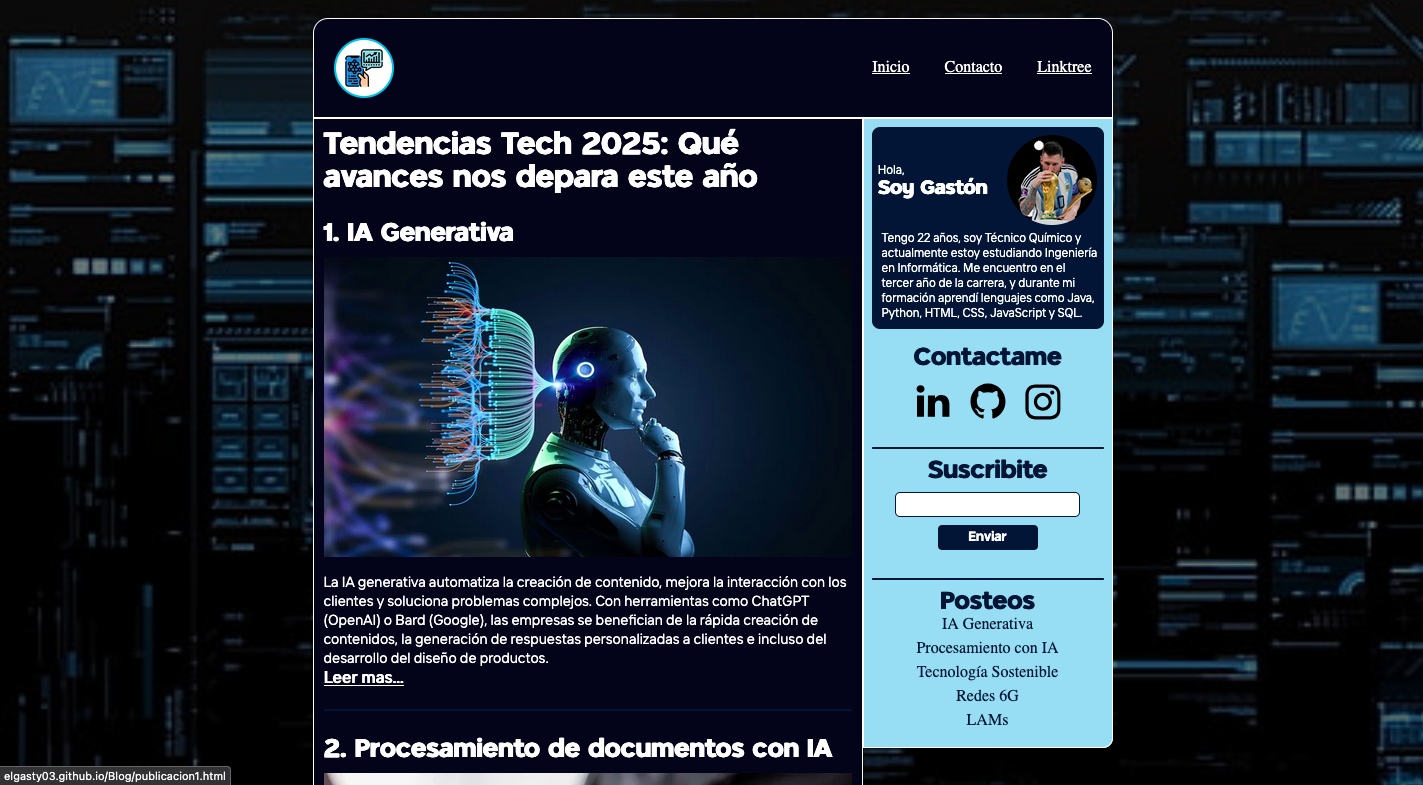 Inicio
Contacto
Linktree
Tendencias Tech 2025: Qué
avances nos depara este año
1. IA Generativa
La IA generativa automatiza la creación de contenido, mejora la interacción con los
clientes y soluciona problemas complejos. Con herramientas como ChatGPT
(OpenAI) o Bard (Google), las empresas se benefician de la rápida creación de
contenidos, la generación de respuestas personalizadas a clientes e incluso del
desarrollo del diseño de productos.
Leer mas...
2. Procesamiento de documentos con IA
Hola,
Soy Gastón
Tengo 22 años, soy Técnico Químico y
actualmente estoy estudiando Ingeniería
en Informática. Me encuentro en el
tercer año de la carrera, y durante mi
formación aprendí lenguajes como Java,
Python, HTML, CSS, JavaScript y SQL.
Contactame
in
Suscribite
Enviar
Posteos
IA Generativa
Procesamiento con IA
Tecnología Sostenible
Redes 6G
LAMs
elgasty03.github.io/Blog/publicacion1.html